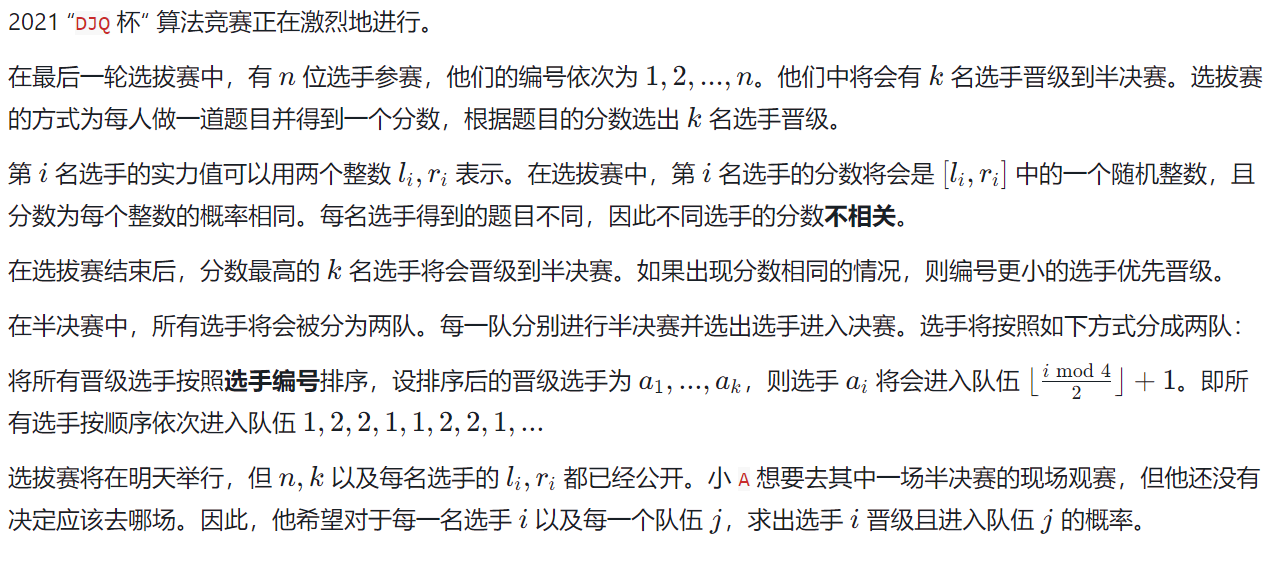 2021 “DJQ 杯“ 算法竞赛正在激烈地进行。
在最后一轮选拔赛中，有 n 位选手参赛，他们的编号依次为 1, 2, ..., n。他们中将会有 k 名选手晋级到半决赛。选拔赛
的方式为每人做一道题目并得到一个分数，根据题目的分数选出 k 名选手晋级。
第 i 名选手的实力值可以用两个整数 l_i, r_i 表示。在选拔赛中，第 i 名选手的分数将会是 [l_i, r_i] 中的一个随机整数，且
分数为每个整数的概率相同。每名选手得到的题目不同，因此不同选手的分数不相关。
在选拔赛结束后，分数最高的 k 名选手将会晋级到半决赛。如果出现分数相同的情况，则编号更小的选手优先晋级。
在半决赛中，所有选手将会被分为两队。每一队分别进行半决赛并选出选手进入决赛。选手将按照如下方式分成两队：
将所有晋级选手按照选手编号排序，设排序后的晋级选手为 a_1, ..., a_k，则选手 a_i 将会进入队伍 ⌊\frac{i mod 4}{2}⌋ + 1。即所
有选手按顺序依次进入队伍 1, 2, 2, 1, 1, 2, 2, 1, ...
选拔赛将在明天举行，但 n, k 以及每名选手的 l_i, r_i 都已经公开。小 A 想要去其中一场半决赛的现场观赛，但他还没有
决定应该去哪场。因此，他希望对于每一名选手 i 以及每一个队伍 j，求出选手 i 晋级且进入队伍 j 的概率。